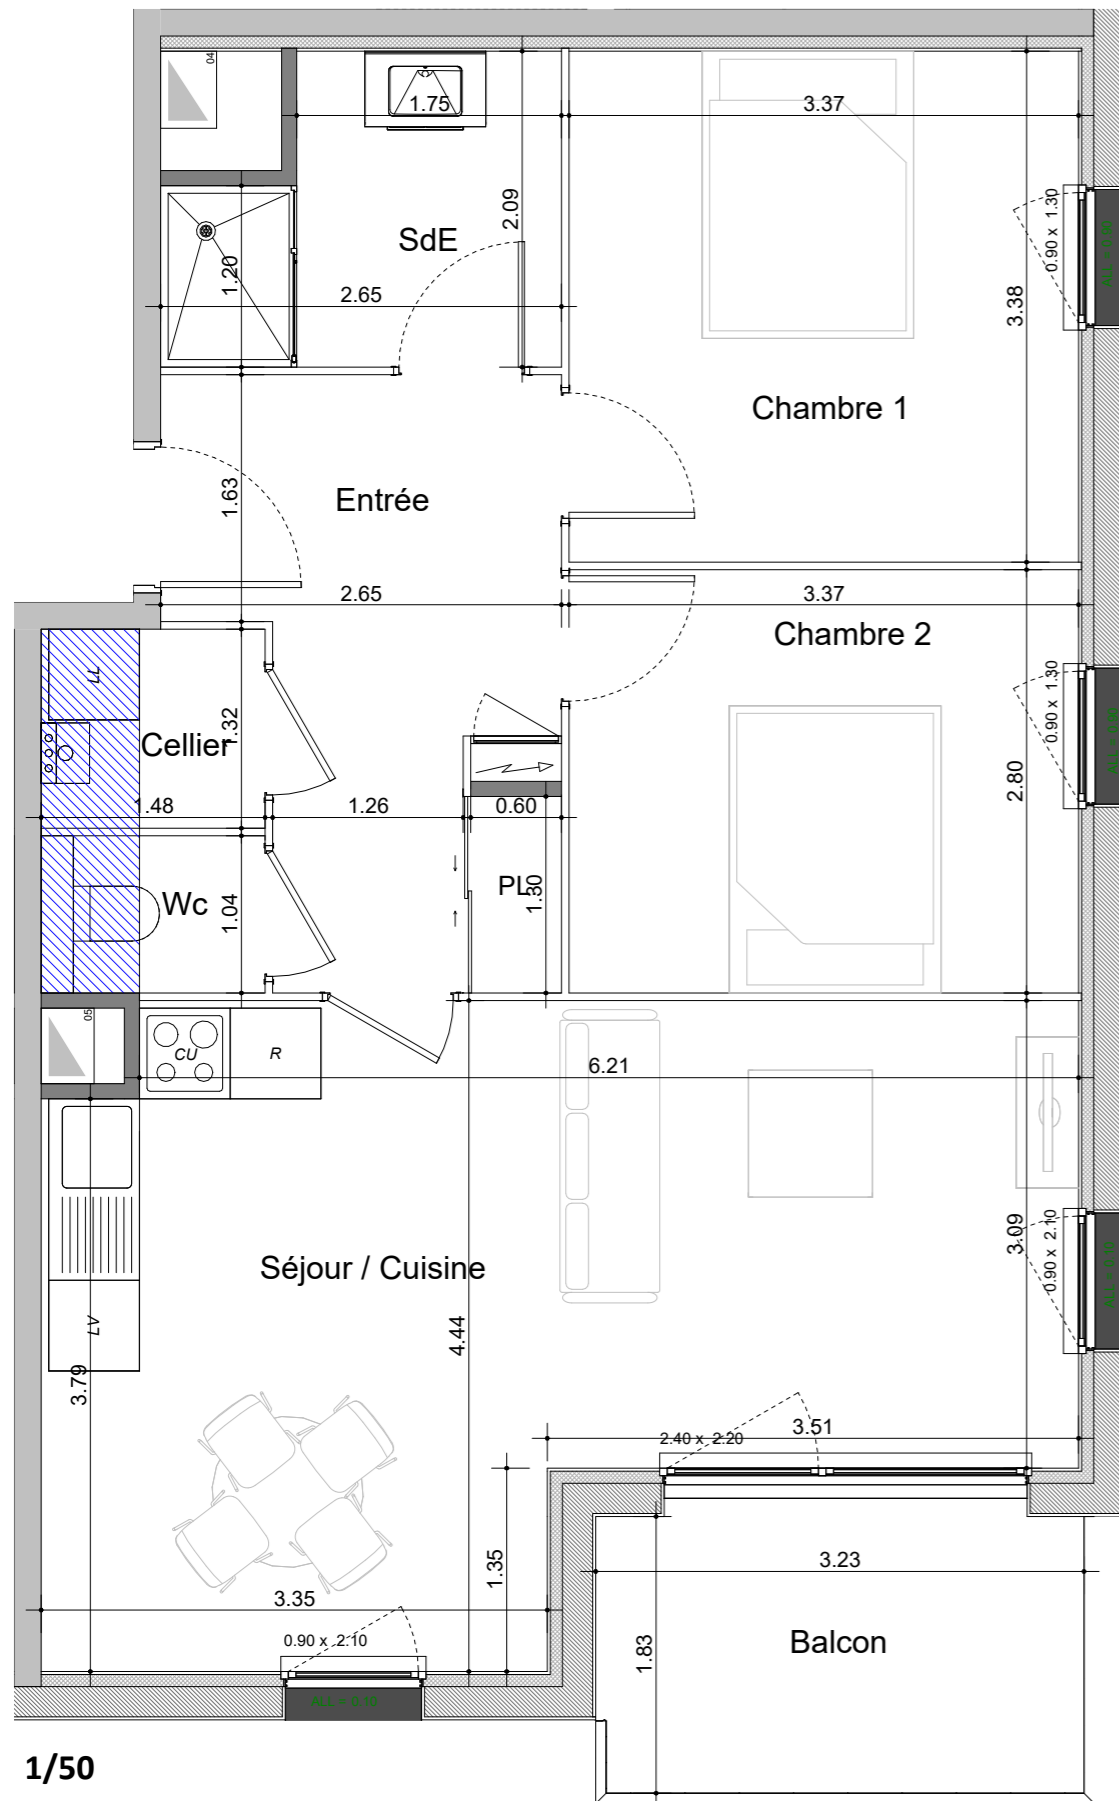 04
1.75
3.37
2.09
SdE
1.20
0.90 x 1.30
2.65
3.38
Chambre 1
1.63
Entrée
2.65
3.37
Chambre 2
LL
0.90 x 1.30
1.32
Cellier
2.80
1.48
1.26
0.60
PL
1.30
Wc
1.04
05
CU
R
6.21
3.09
0.90 x 2.10
Séjour / Cuisine
LV
4.44
3.79
3.51
2.40 x 2.20
1.35
3.23
3.35
0.90 x 2.10
Balcon
1.83
1/50